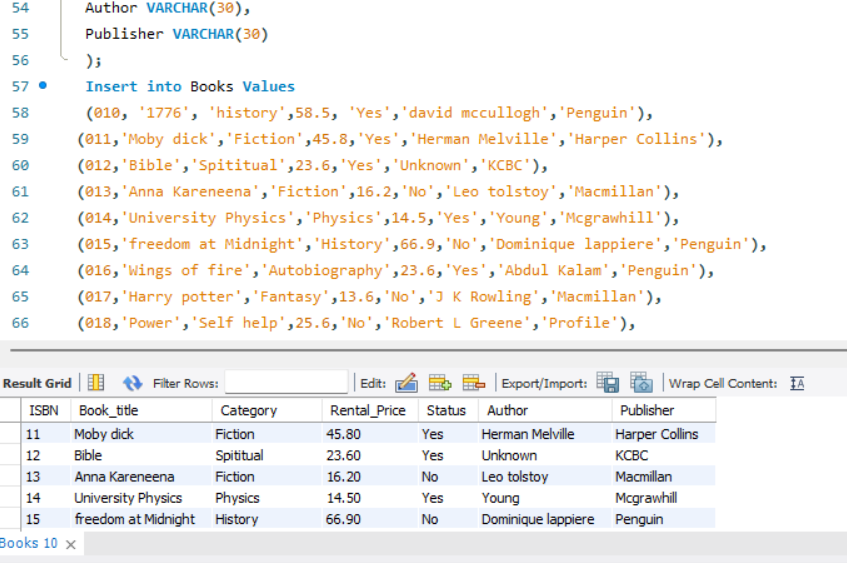 54 Author VARCHAR(30),
55 Publisher VARCHAR(30)
56 );
57 Insert into Books Values
58 (010, '1776', 'history',58.5, 'Yes','david mccullogh','Penguin'),
59 (011,'Moby dick','Fiction',45.8,'Yes','Herman Melville','Harper Collins'),
60 (012,'Bible','Spititual',23.6,'Yes','Unknown','KCBC'),
61 (013,'Anna Kareneena','Fiction',16.2,'No','Leo tolstoy','Macmillan'),
62 (014,'University Physics','Physics',14.5,'Yes','Young','Mcgrawhill'),
63 (015,'freedom at Midnight','History',66.9,'No','Dominique lappiere','Penguin'),
64 (016,'Wings of fire','Autobiography',23.6,'Yes','Abdul Kalam','Penguin'),
65 (017,'Harry potter','Fantasy',13.6,'No','J K Rowling','Macmillan'),
66 (018,'Power','Self help',25.6,'No','Robert L Greene','Profile'),
Result Grid Filter Rows: Edit: Export/Import: Wrap Cell Content:
ISBN Book_title Category Rental_Price Status Author Publisher
11 Moby dick Fiction 45.80 Yes Herman Melville Harper Collins
12 Bible Spititual 23.60 Yes Unknown KCBC
13 Anna Kareneena Fiction 16.20 No Leo tolstoy Macmillan
14 University Physics Physics 14.50 Yes Young Mcgrawhill
15 freedom at Midnight History 66.90 No Dominique lappiere Penguin
Books 10